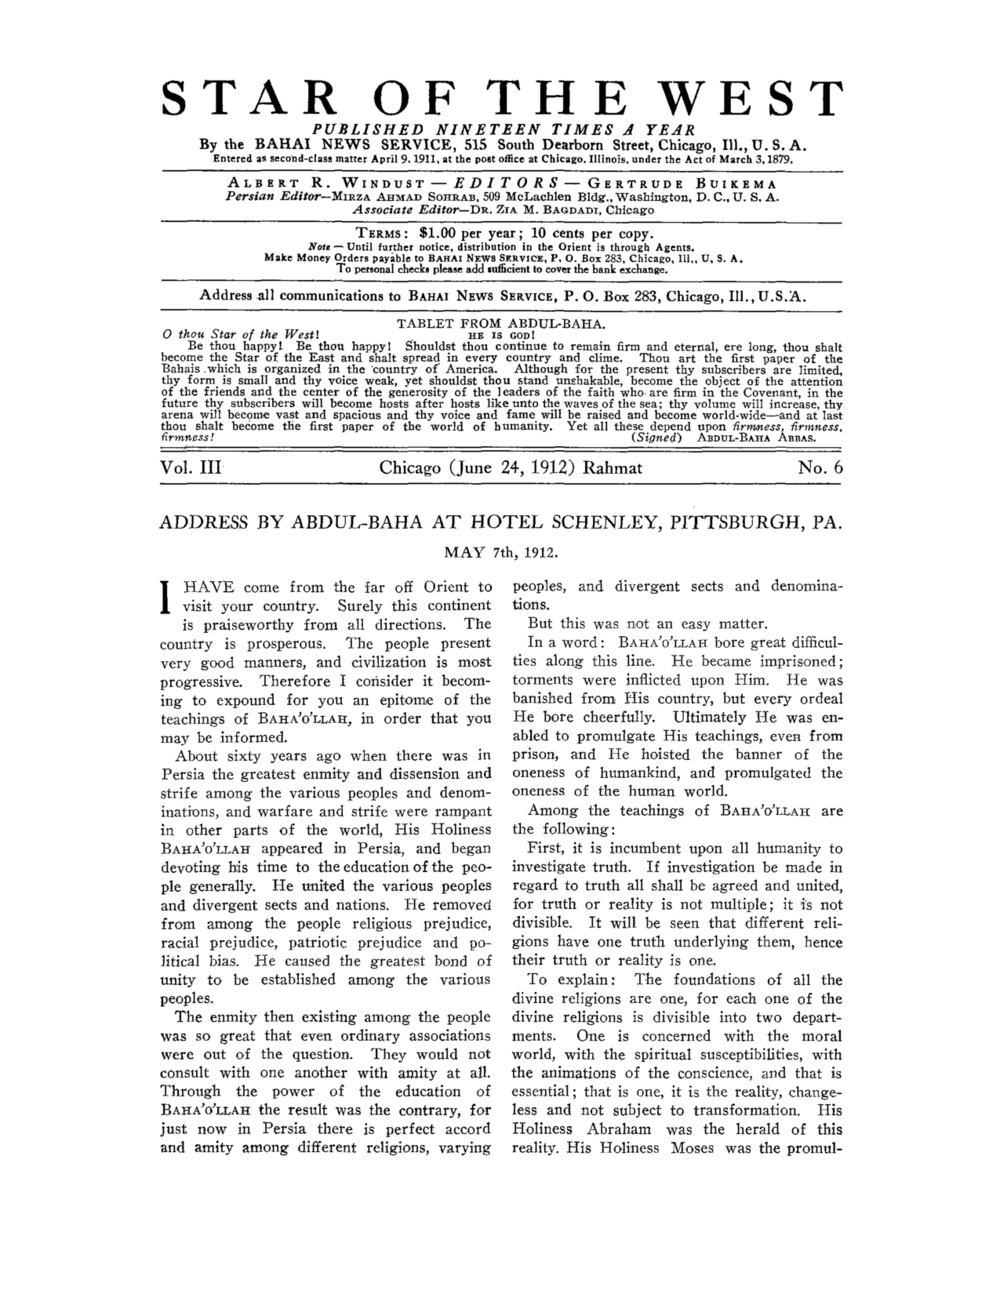 STAR OF THE WEST
PUBLISHED NINETEEN TIMES A YEAR
By the BAHAI NEWS SERVICE, 515 South Dearborn Street, Chicago, Ill., U. S. A.
Entered as second-class matter April 9, 1911, at the post office at Chicago, Illinois, under the Act of March 3, 1879.
ALBERT R. WINDUST — EDITORS — GERTRUDE BUIKEMA
Persian Editor—MIRZA AHMAD SOHRAB, 509 McLachlen Bldg., Washington, D. C., U. S. A.
Associate Editor—DR. ZIA M. BAGDADI, Chicago
TERMS: $1.00 per year; 10 cents per copy.
Note — Until further notice, distribution in the Orient is through Agents.
Make Money Orders payable to BAHAI NEWS SERVICE, P. O. Box 283, Chicago, Ill., U, S. A.
To personal checks please add sufficient to cover the bank exchange.
Address all communications to BAHAI NEWS SERVICE, P. O. Box 283, Chicago, Ill., U.S.A.
TABLET FROM ABDUL-BAHA.
O thou Star of the West! HE IS GOD!
Be thou happy! Be thou happy! Shouldst thou continue to remain firm and eternal, ere long, thou shalt
become the Star of the East and shalt spread in every country and clime. Thou art the first paper of the
Bahais which is organized in the country of America. Although for the present thy subscribers are limited,
thy form is small and thy voice weak, yet shouldst thou stand unshakable, become the object of the attention
of the friends and the center of the generosity of the leaders of the faith who are firm in the Covenant, in the
future thy subscribers will become hosts after hosts like unto the waves of the sea; thy volume will increase, thy
arena will become vast and spacious and thy voice and fame will be raised and become world-wide—and at last
thou shalt become the first paper of the world of humanity. Yet all these depend upon firmness, firmness,
firmness! (Signed) ABDUL-BAHA ABBAS.
Vol. III Chicago (June 24, 1912) Rahmat No. 6
ADDRESS BY ABDUL-BAHA AT HOTEL SCHENLEY, PITTSBURGH, PA.
MAY 7th, 1912.
I HAVE come from the far off Orient to
visit your country. Surely this continent
is praiseworthy from all directions. The
country is prosperous. The people present
very good manners, and civilization is most
progressive. Therefore I consider it becom-
ing to expound for you an epitome of the
teachings of BAHA'O'LLAH, in order that you
may be informed.
About sixty years ago when there was in
Persia the greatest enmity and dissension and
strife among the various peoples and denom-
inations, and warfare and strife were rampant
in other parts of the world, His Holiness
BAHA'O'LLAH appeared in Persia, and began
devoting his time to the education of the peo-
ple generally. He united the various peoples
and divergent sects and nations. He removed
from among the people religious prejudice,
racial prejudice, patriotic prejudice and po-
litical bias. He caused the greatest bond of
unity to be established among the various
peoples.
The enmity then existing among the people
was so great that even ordinary associations
were out of the question. They would not
consult with one another with amity at all.
Through the power of the education of
BAHA'O'LLAH the result was the contrary, for
just now in Persia there is perfect accord
and amity among different religions, varying
peoples, and divergent sects and denomina-
tions.
But this was not an easy matter.
In a word: BAHA'O'LLAH bore great difficul-
ties along this line. He became imprisoned;
torments were inflicted upon Him. He was
banished from His country, but every ordeal
He bore cheerfully. Ultimately He was en-
abled to promulgate His teachings, even from
prison, and He hoisted the banner of the
oneness of humankind, and promulgated the
oneness of the human world.
Among the teachings of BAHA'O'LLAH are
the following:
First, it is incumbent upon all humanity to
investigate truth. If investigation be made in
regard to truth all shall be agreed and united,
for truth or reality is not multiple; it is not
divisible. It will be seen that different reli-
gions have one truth underlying them, hence
their truth or reality is one.
To explain: The foundations of all the
divine religions are one, for each one of the
divine religions is divisible into two depart-
ments. One is concerned with the moral
world, with the spiritual susceptibilities, with
the animations of the conscience, and that is
essential; that is one, it is the reality, change-
less and not subject to transformation. His
Holiness Abraham was the herald of this
reality. His Holiness Moses was the promul-